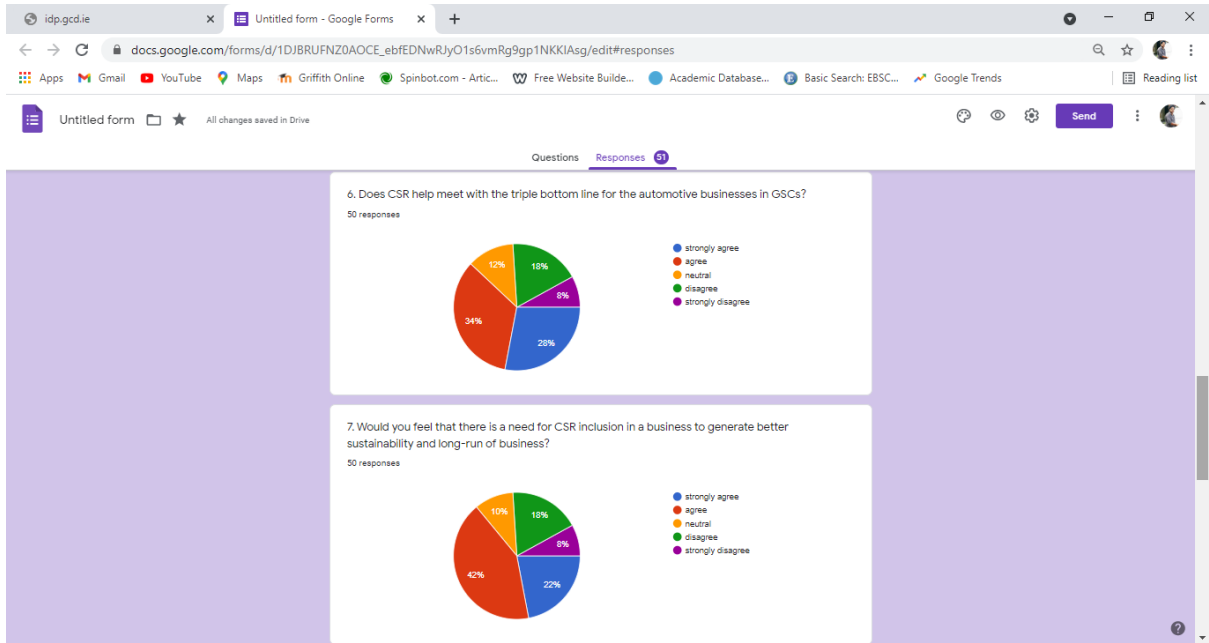 idp.gcd.ie
Untitled form - Google Forms
docs.google.com/forms/d/1DJBRUFNZ0AOCE_ebfEDNwRJyO1s6vmRg9gp1NKKlAsg/edit#responses
Apps Gmail YouTube Maps Griffith Online Spinbot.com - Artic... Free Website Builde... Academic Database... Basic Search: EBSC... Google Trends Reading list
Untitled form All changes saved in Drive Send
Questions Responses 51
6. Does CSR help meet with the triple bottom line for the automotive businesses in GSCs?
50 responses
12%
18%
8%
34%
28%
strongly agree
agree
neutral
disagree
strongly disagree
7. Would you feel that there is a need for CSR inclusion in a business to generate better
sustainability and long-run of business?
50 responses
10%
18%
8%
42%
22%
strongly agree
agree
neutral
disagree
strongly disagree